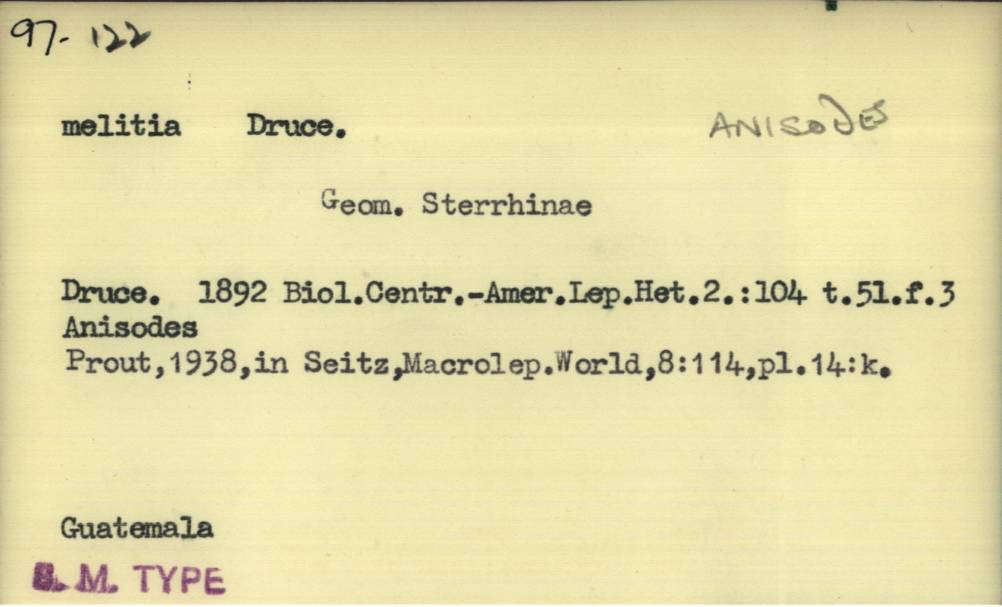 97- 122
melitia Druce. ANISODES
Geom. Sterrhinae
Druce. 1892 Biol.Centr.-Amer.Lep.Het.2.:104 t.51.f.3
Anisodes
Prout,1938,in Seitz,Macrolep.World,8:114,pl.14:k.
Guatemala
B. M. TYPE